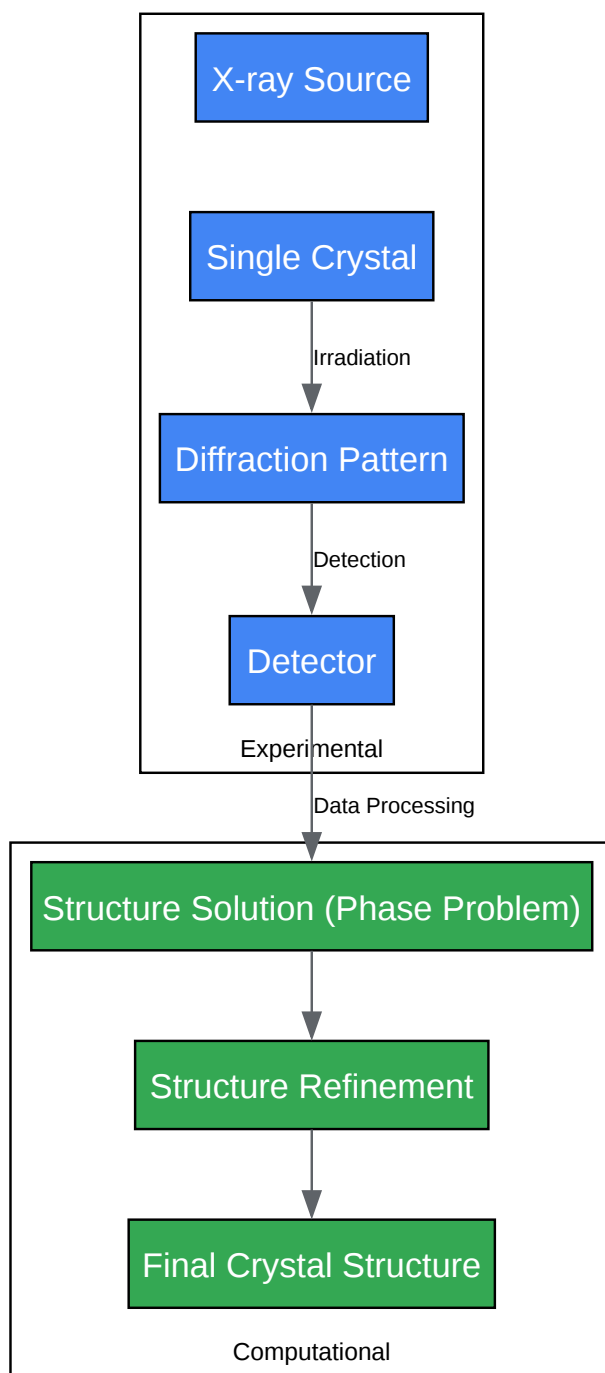 X-ray Source
Single Crystal
Irradiation
Diffraction Pattern
Detection
Detector
Experimental
Data Processing
Structure Solution (Phase Problem)
Structure Refinement
Final Crystal Structure
Computational